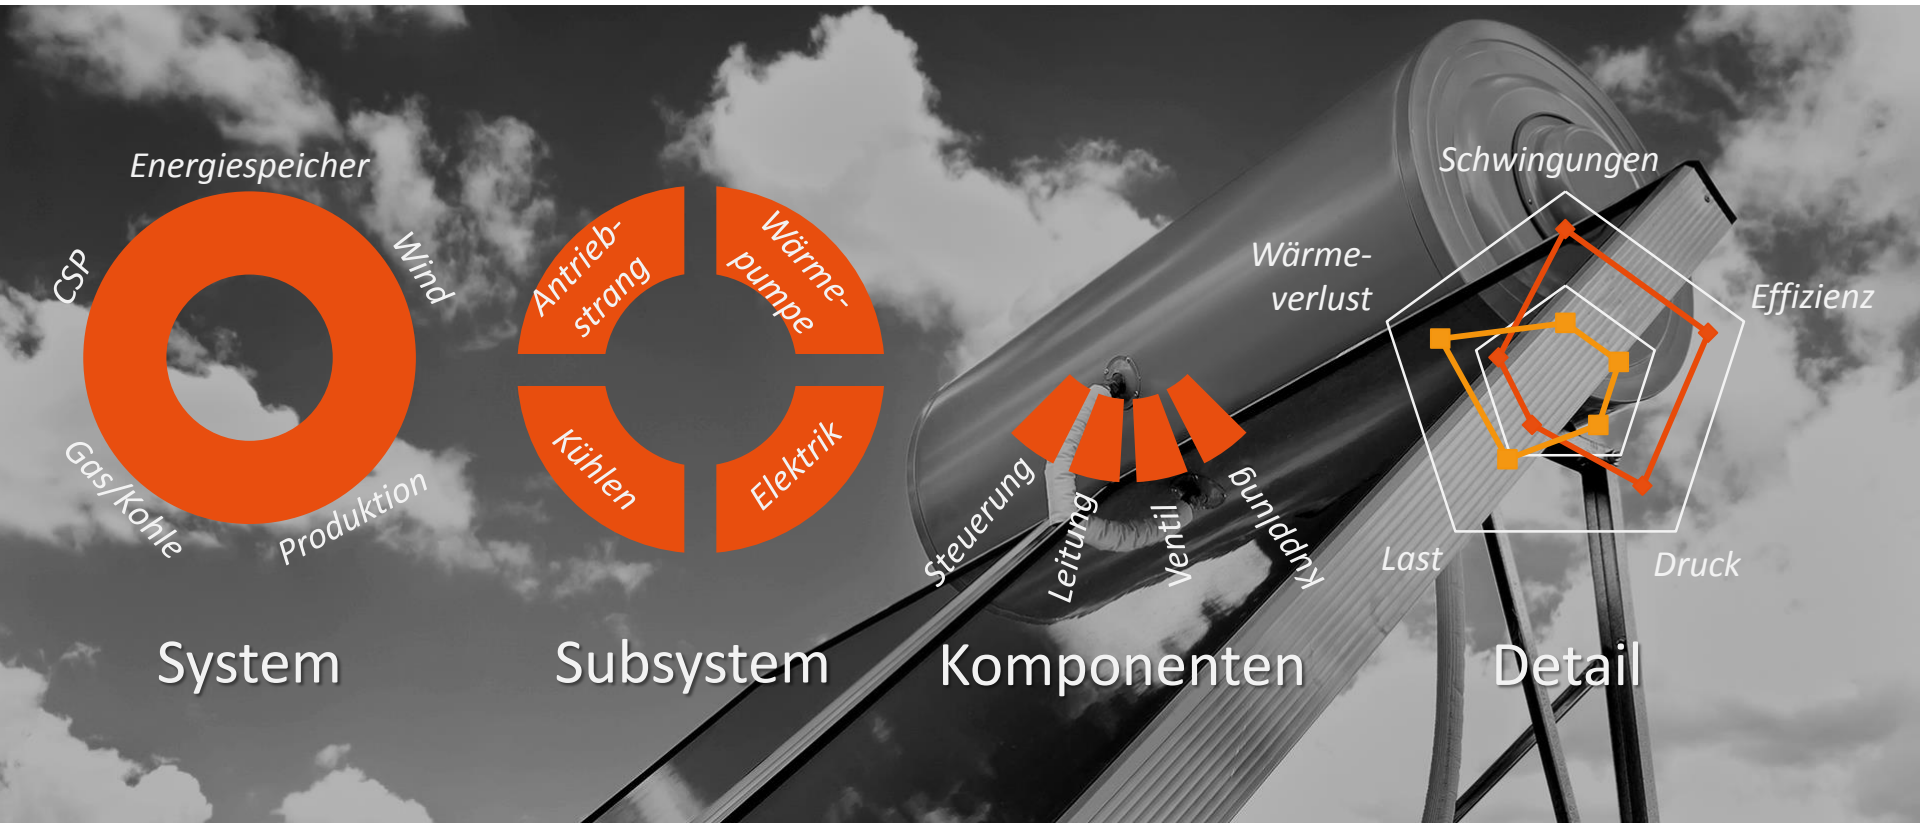 Energiespeicher
CSP
Wind
Gas/Kohle
Produktion
System
Antrieb-
strang
Wärme-
pumpe
Kühlen
Elektrik
Subsystem
Steuerung
Leitung
Ventil
Kupplung
Komponenten
Schwingungen
Wärme-
verlust
Effizienz
Last
Druck
Detail